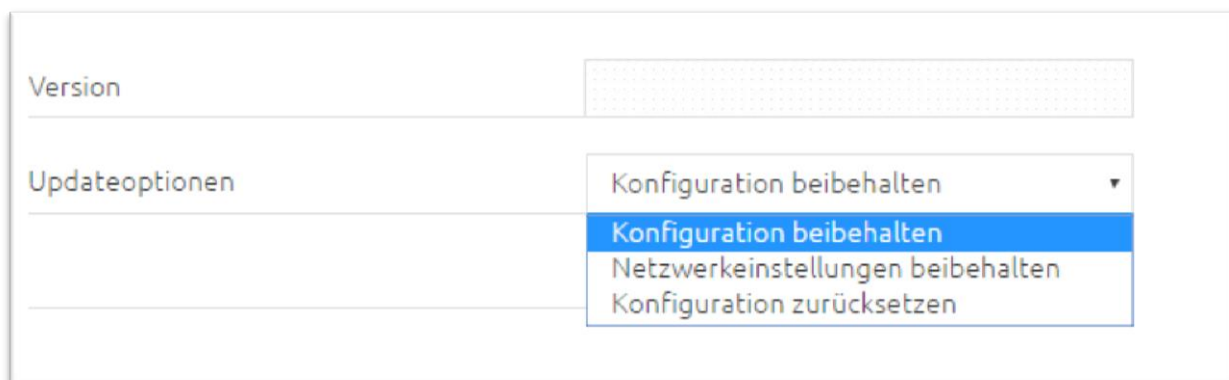 Version
Updateoptionen
Konfiguration beibehalten
Konfiguration beibehalten
Netzwerkeinstellungen beibehalten
Konfiguration zurücksetzen